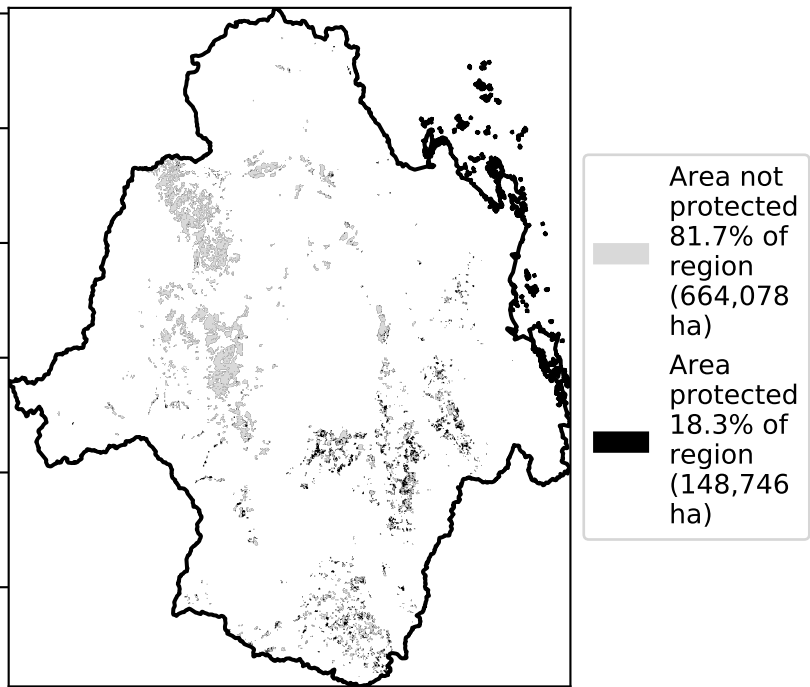 Area not
protected
81.7% of
region
(664,078
ha)
Area
protected
18.3% of
region
(148,746
ha)